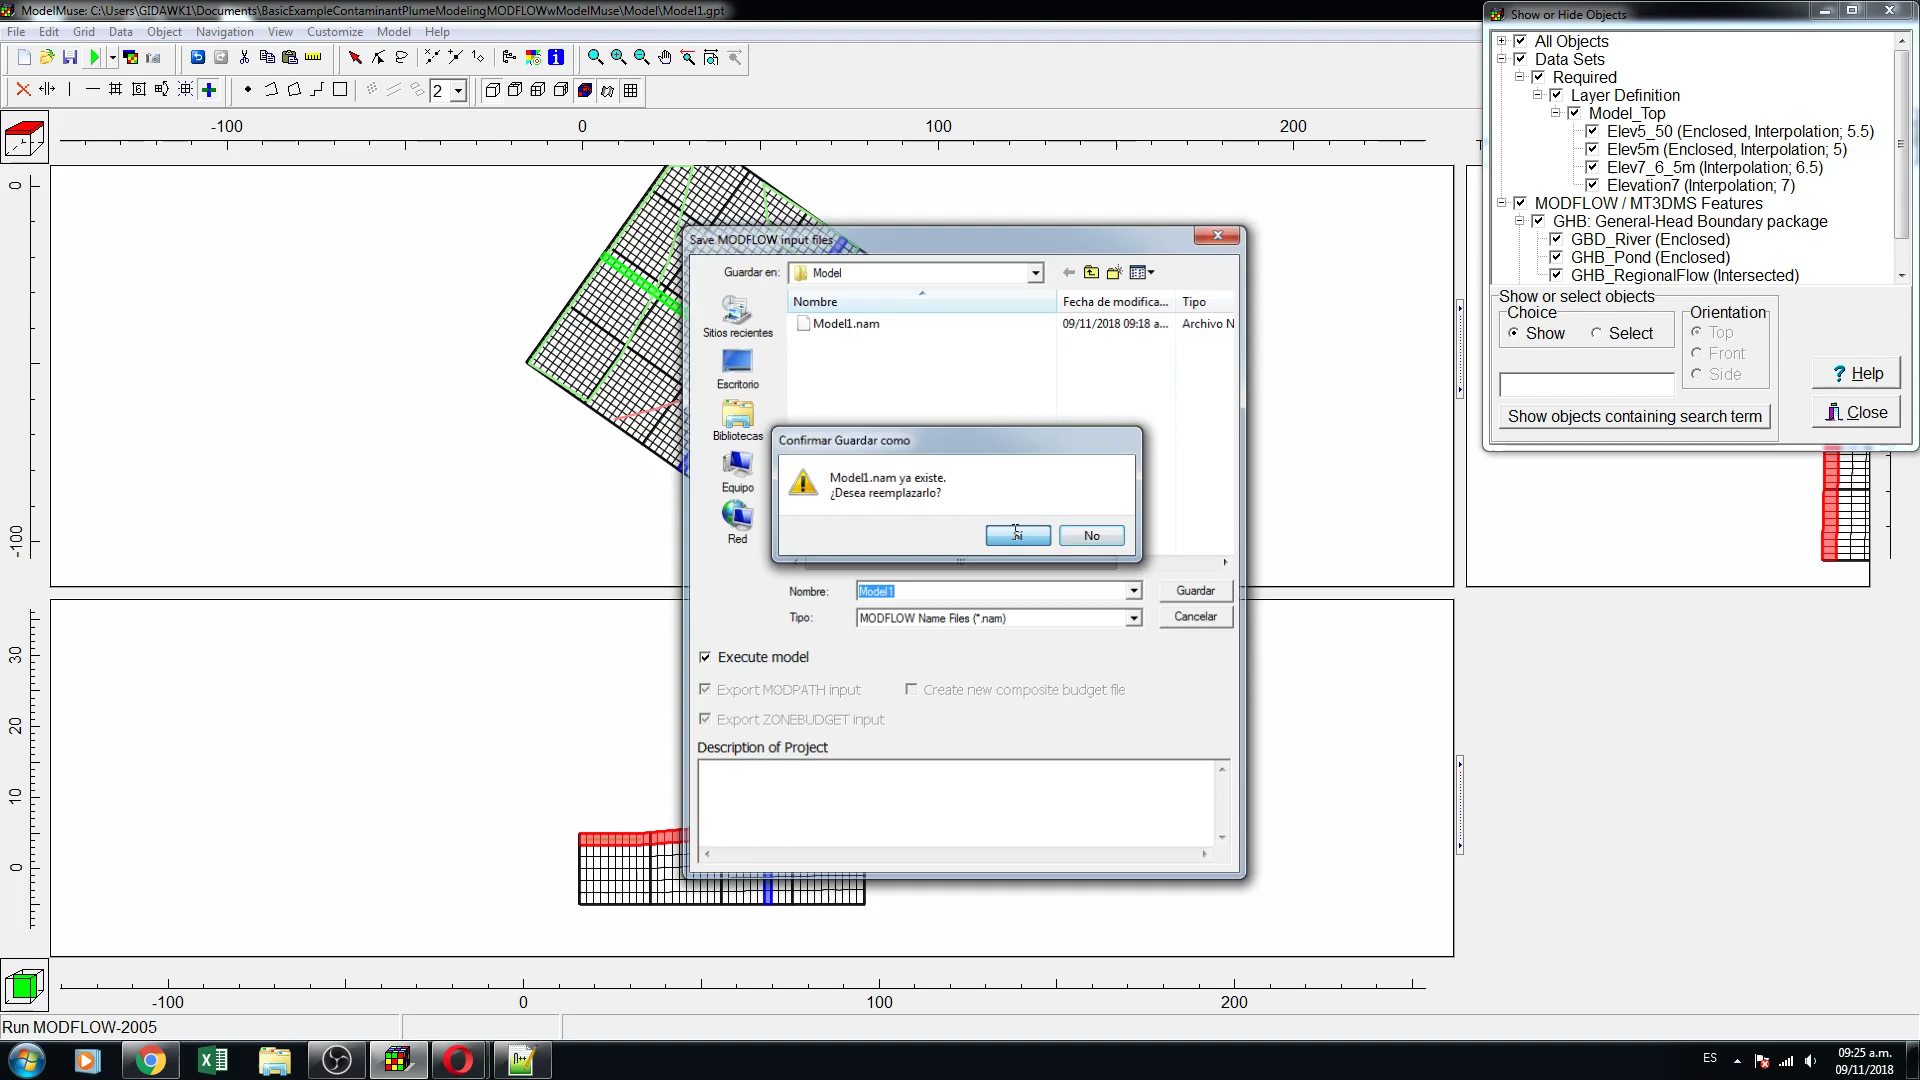 ModelMuse: C:\Users\GIDAWK1\Documents\BasicExampleContaminantPlumeModelingMODFLOWwModelMuse\Model\Model1.gpt
File Edit Grid Data Object Navigation View Customize Model Help
2
-100 0 100 200
0
-100
30
20
10
0
-100 0 100 200
Run MODFLOW-2005
Save MODFLOW input files
Guardar en: Model
Nombre Fecha de modifica... Tipo
Model1.nam 09/11/2018 09:18 a... Archivo N
Sitios recientes
Escritorio
Bibliotecas
Equipo
Red
Confirmar Guardar como
Model1.nam ya existe.
¿Desea reemplazarlo?
No
Nombre: Model1 Guardar
Tipo: MODFLOW Name Files (*.nam) Cancelar
Execute model
Export MODPATH input Create new composite budget file
Export ZONEBUDGET input
Description of Project
Show or Hide Objects
All Objects
Data Sets
Required
Layer Definition
Model_Top
Elev5_50 (Enclosed, Interpolation; 5.5)
Elev5m (Enclosed, Interpolation; 5)
Elev7_6_5m (Interpolation; 6.5)
Elevation7 (Interpolation; 7)
MODFLOW / MT3DMS Features
GHB: General-Head Boundary package
GBD_River (Enclosed)
GHB_Pond (Enclosed)
GHB_RegionalFlow (Intersected)
Show or select objects
Choice
Show Select
Orientation
Top
Front
Side
Help
Close
Show objects containing search term
ES
09:25 a.m.
09/11/2018